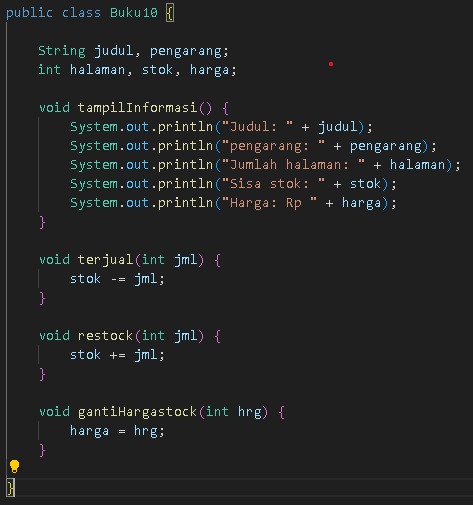 public class Buku10 {
String judul, pengarang;
int halaman, stok, harga;
void tampilInformasi() {
System.out.println("Judul: " + judul);
System.out.println("pengarang: " + pengarang);
System.out.println("Jumlah halaman: " + halaman);
System.out.println("Sisa stok: " + stok);
System.out.println("Harga: Rp " + harga);
}
void terjual(int jml) {
stok -= jml;
}
void restock(int jml) {
stok += jml;
}
void gantiHargastock(int hrg) {
harga = hrg;
}
}